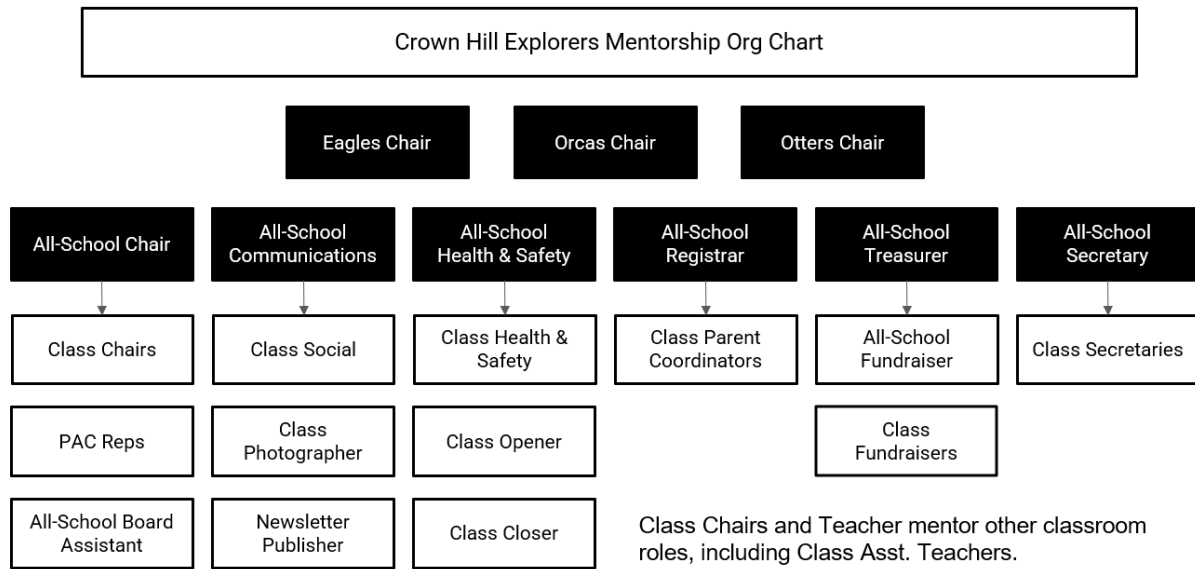 Crown Hill Explorers Mentorship Org Chart
Eagles Chair
Orcas Chair
Otters Chair
All-School Chair
All-School
Communications
All-School
Health & Safety
All-School
Registrar
All-School
Treasurer
All-School
Secretary
Class Chairs
Class Social
Class Health &
Safety
Class Parent
Coordinators
All-School
Fundraiser
Class Secretaries
PAC Reps
Class
Photographer
Class Opener
Class
Fundraisers
All-School Board
Assistant
Newsletter
Publisher
Class Closer
Class Chairs and Teacher mentor other classroom
roles, including Class Asst. Teachers.